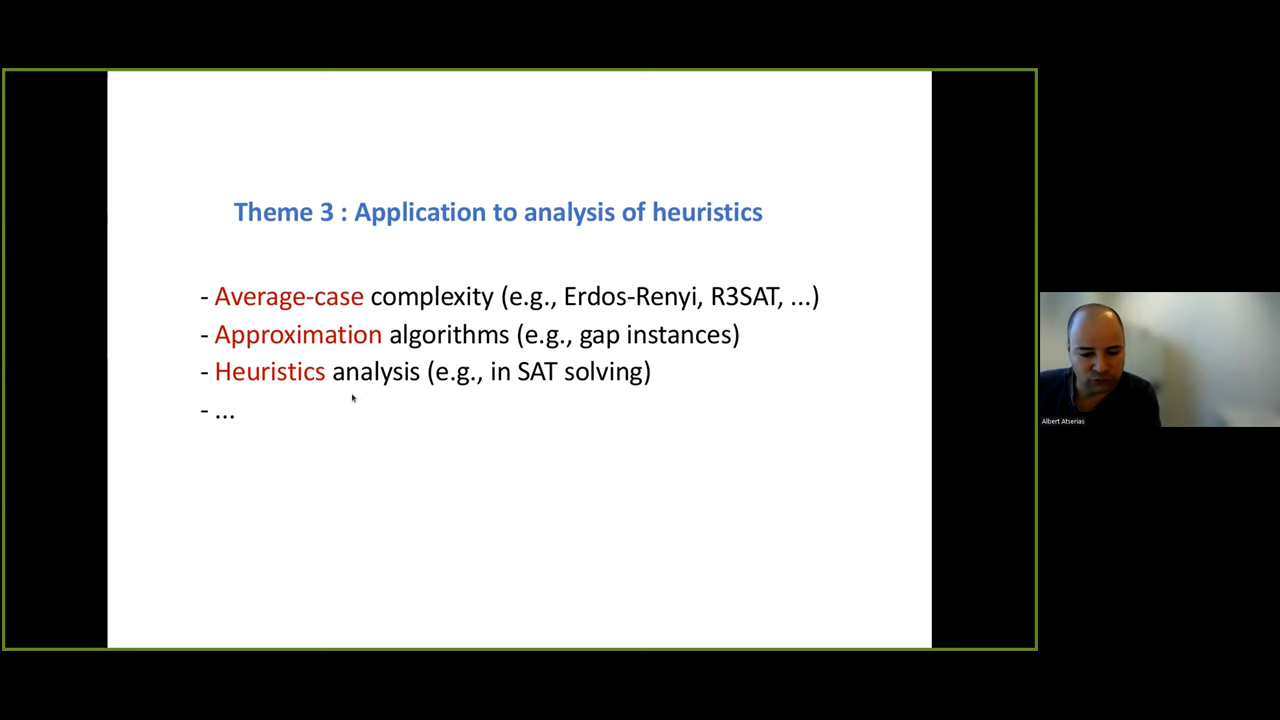 Theme 3 : Application to analysis of heuristics
- Average-case complexity (e.g., Erdos-Renyi, R3SAT, ...)
- Approximation algorithms (e.g., gap instances)
- Heuristics analysis (e.g., in SAT solving)
- ...
Albert Atserias